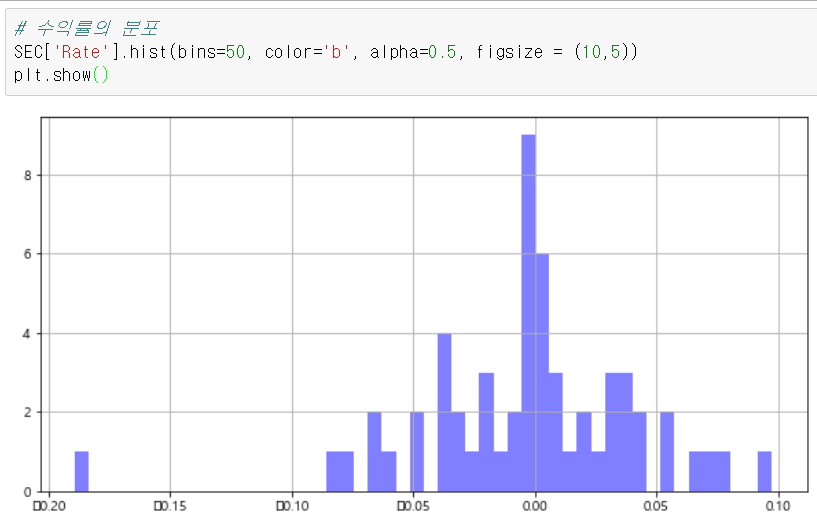 # 수익률의 분포
SEC['Rate'].hist(bins=50, color='b', alpha=0.5, figsize = (10,5))
plt.show()
8
6
4
2
0
□0.20 □0.15 □0.10 □0.05 0.00 0.05 0.10